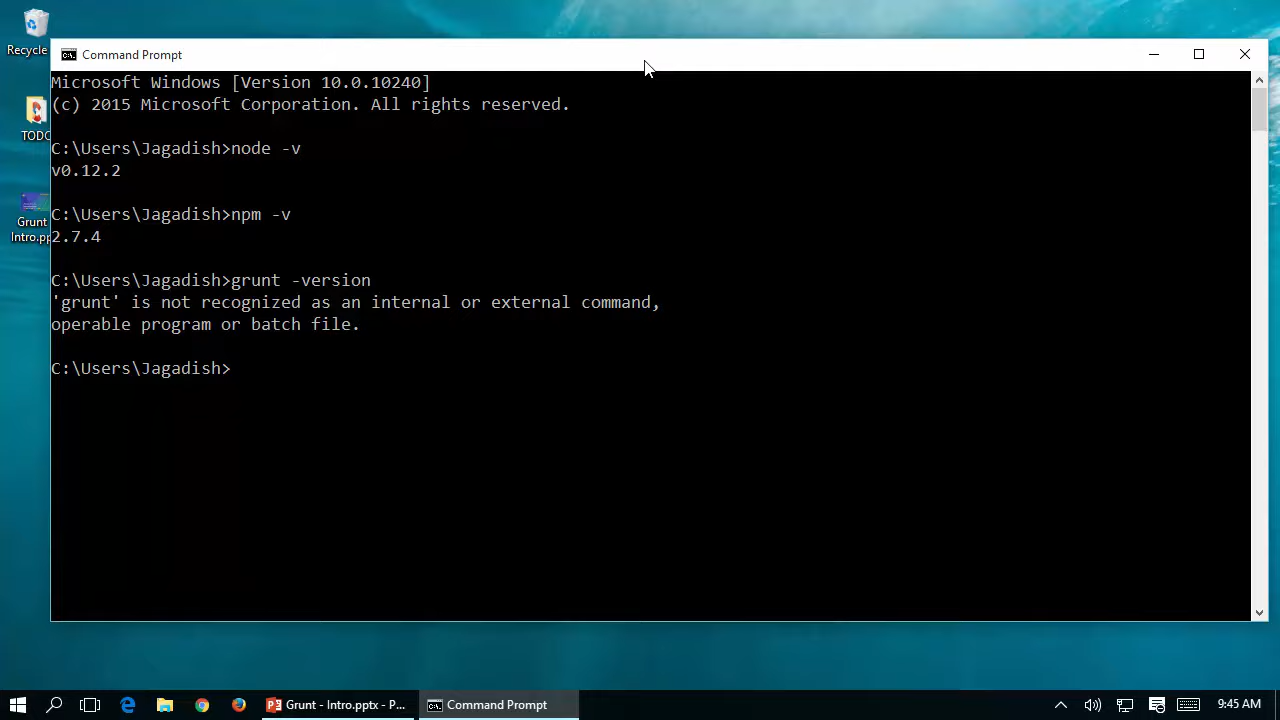 Recycle
Command Prompt
Microsoft Windows [Version 10.0.10240]
(c) 2015 Microsoft Corporation. All rights reserved.
TODO
C:\Users\Jagadish>node -v
v0.12.2
C:\Users\Jagadish>npm -v
2.7.4
Grunt
Intro.pp
C:\Users\Jagadish>grunt -version
'grunt' is not recognized as an internal or external command,
operable program or batch file.
C:\Users\Jagadish>
Grunt - Intro.pptx - P...
Command Prompt
9:45 AM